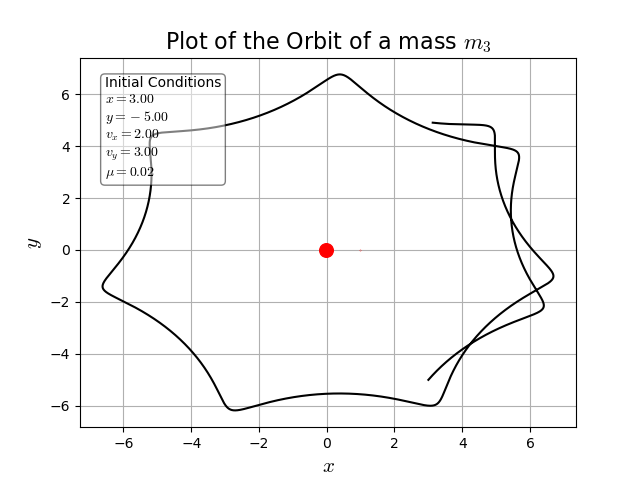 Plot of the Orbit of a mass m₃
Initial Conditions
x = 3.00
y = −5.00
vₓ = 2.00
v_y = 3.00
μ = 0.02
6
4
2
0
−2
−4
−6
y
−6 −4 −2 0 2 4 6
x